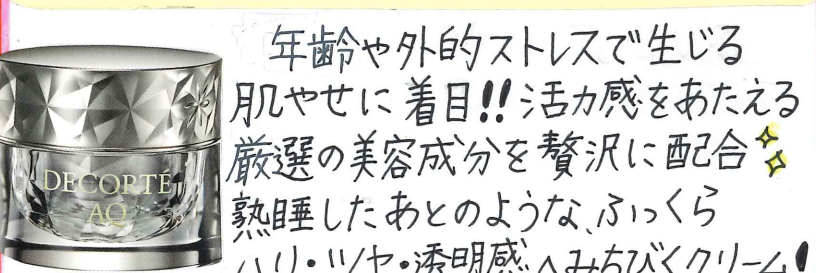 年齢や外的ストレスで生じる
肌やせに着目!!活力感をあたえる
厳選の美容成分を贅沢に配合
熟睡したあとのような、ふっくら
ハリ・ツヤ・透明感へみちびくクリーム!
DECORTÉ
AQ